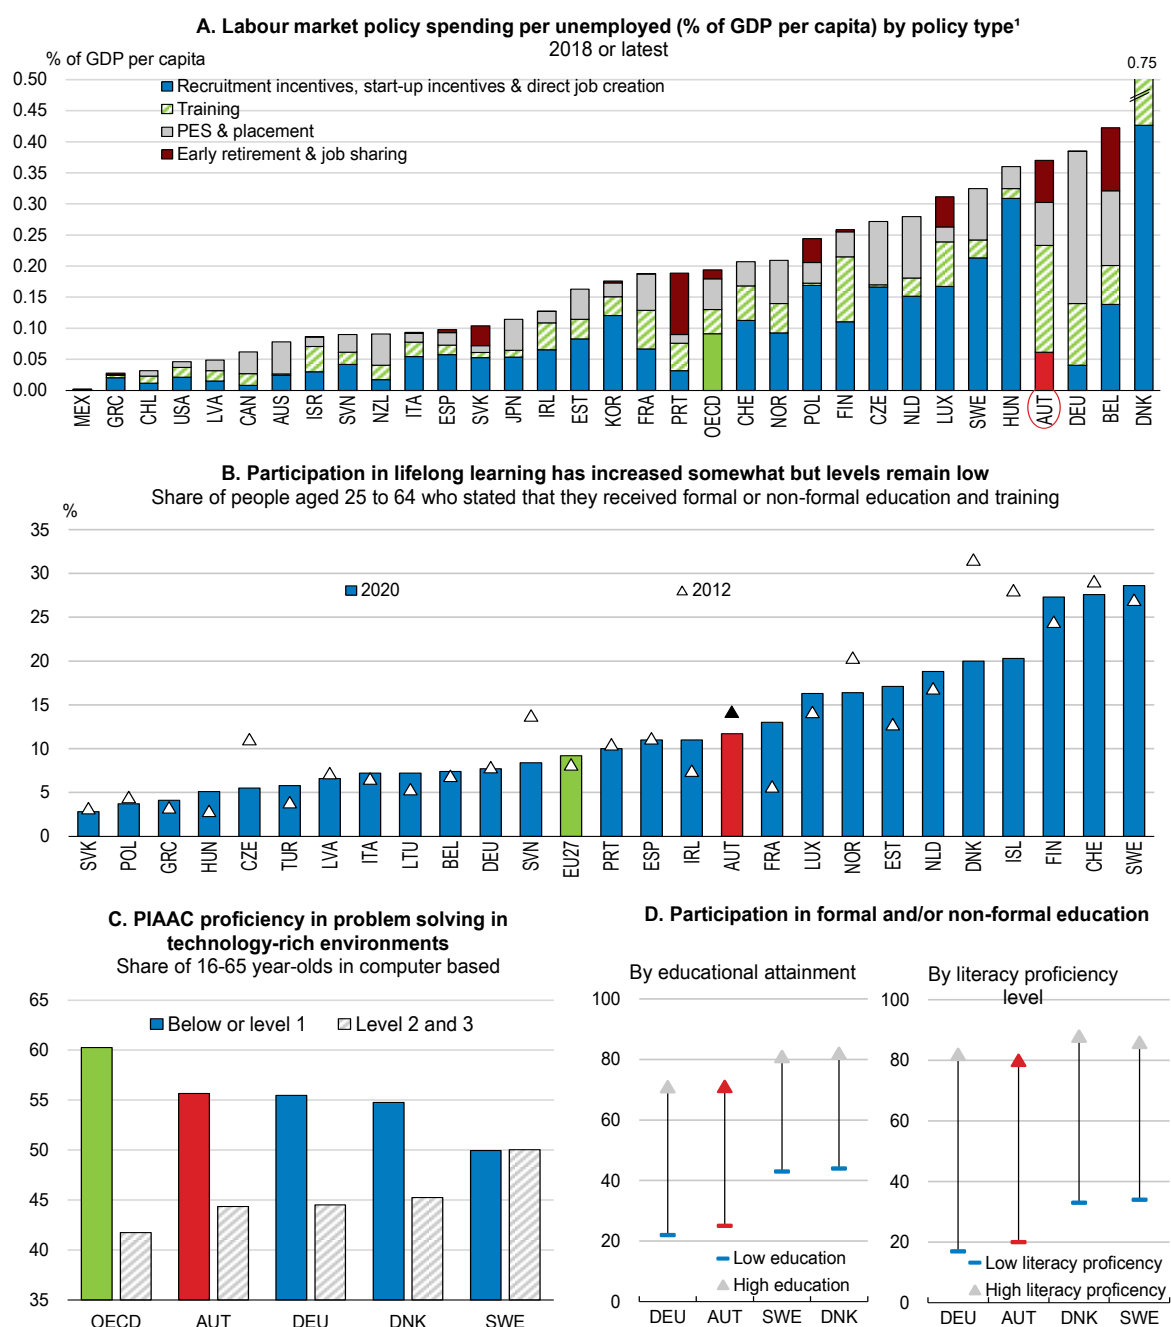 A. Labour market policy spending per unemployed (% of GDP per capita) by policy type¹
2018 or latest
% of GDP per capita
0.75
0.50
0.45
0.40
0.35
0.30
0.25
0.20
0.15
0.10
0.05
0.00
Recruitment incentives, start-up incentives & direct job creation
Training
PES & placement
Early retirement & job sharing
MEX GRC CHL USA LVA CAN AUS ISR SVN NZL ITA ESP SVK JPN IRL EST KOR FRA PRT OECD CHE NOR POL FIN CZE NLD LUX SWE HUN AUT DEU BEL DNK
B. Participation in lifelong learning has increased somewhat but levels remain low
Share of people aged 25 to 64 who stated that they received formal or non-formal education and training
%
35
30
25
20
15
10
5
0
2020 2012
SVK POL GRC HUN CZE TUR LVA ITA LTU BEL DEU SVN EU27 PRT ESP IRL AUT FRA LUX NOR EST NLD DNK ISL FIN CHE SWE
C. PIAAC proficiency in problem solving in
technology-rich environments
Share of 16-65 year-olds in computer based
65
60
55
50
45
40
35
Below or level 1 Level 2 and 3
OECD AUT DEU DNK SWE
D. Participation in formal and/or non-formal education
By educational attainment
100
80
60
40
20
0
Low education
High education
DEU AUT SWE DNK
By literacy proficiency
level
100
80
60
40
20
0
Low literacy proficency
High literacy proficency
DEU AUT DNK SWE